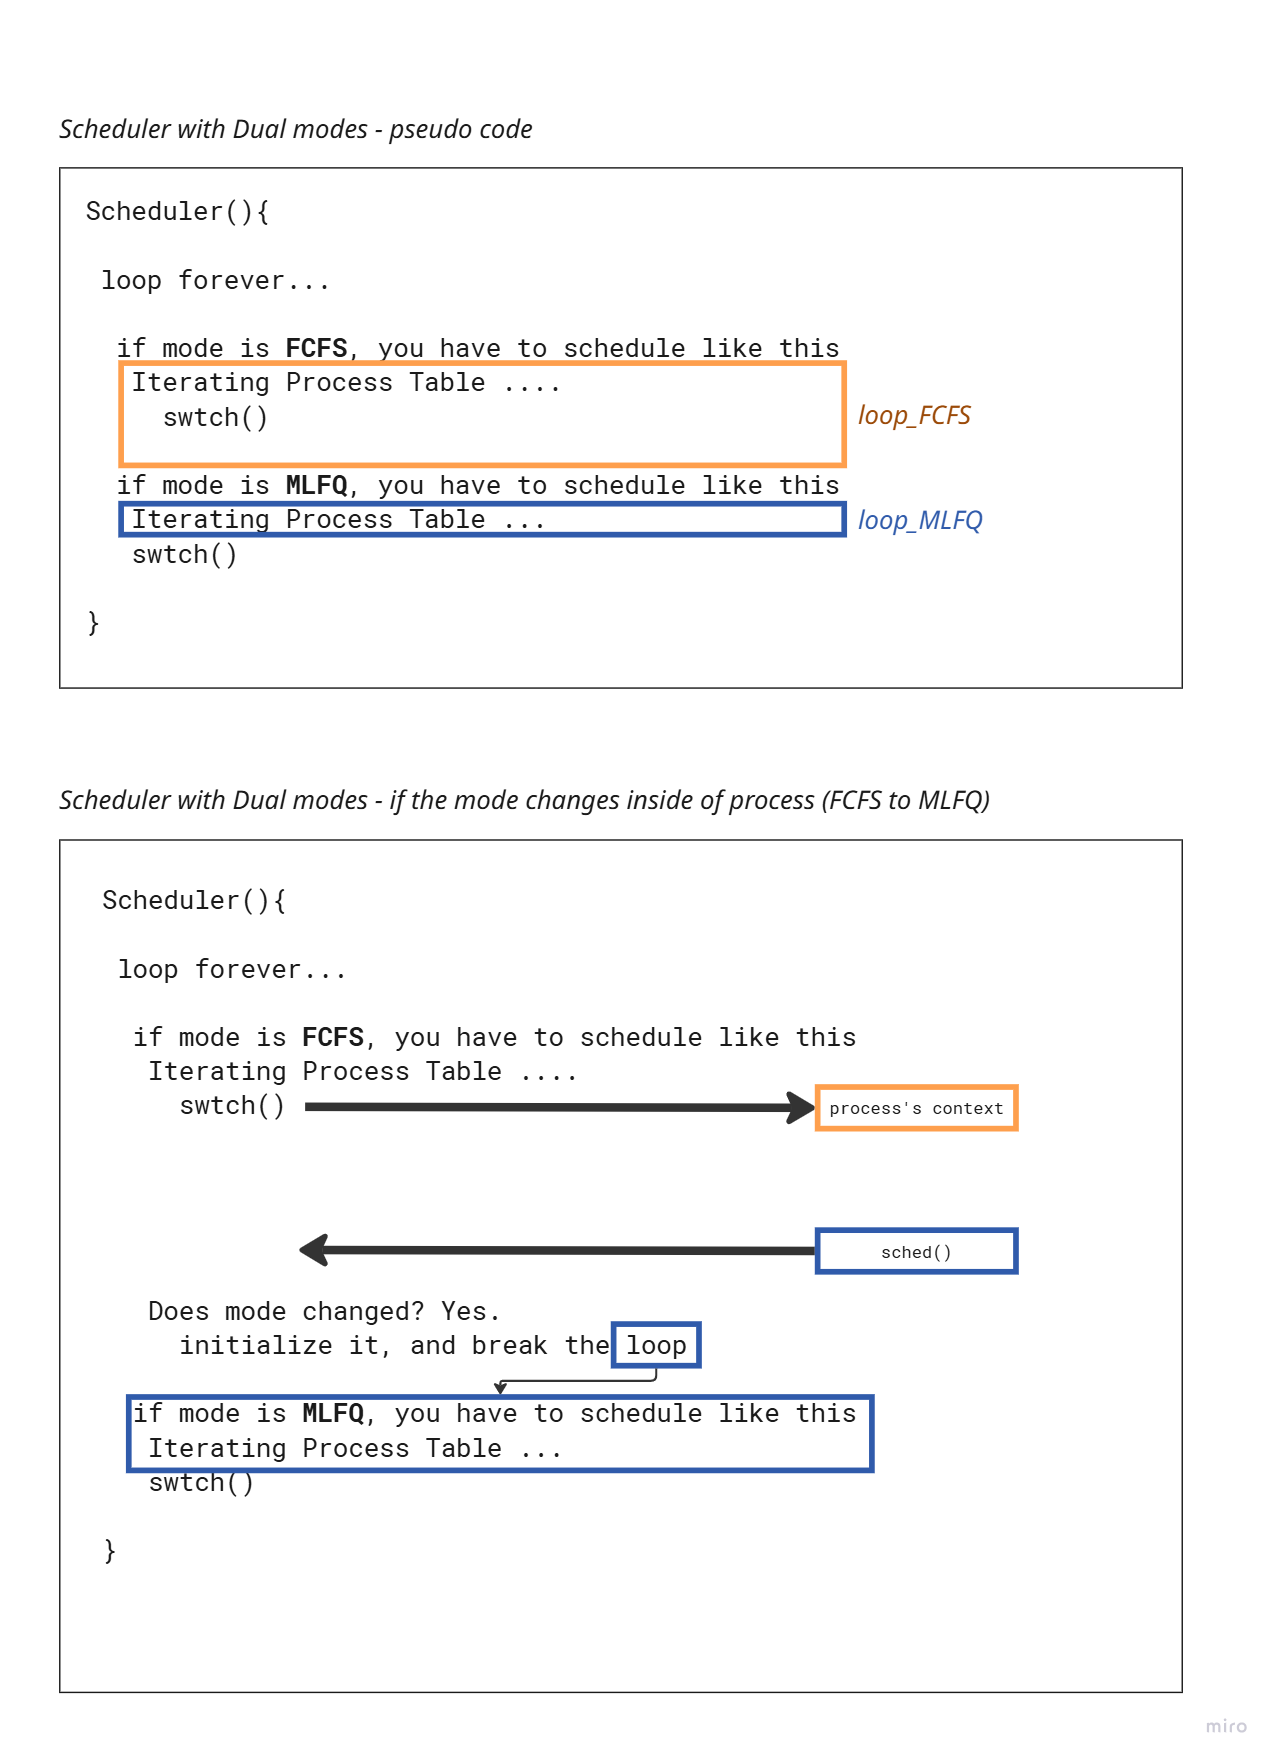 Scheduler with Dual modes - pseudo code
Scheduler(){
loop forever...
if mode is FCFS, you have to schedule like this
Iterating Process Table ....
swtch()
loop_FCFS
if mode is MLFQ, you have to schedule like this
Iterating Process Table ...
loop_MLFQ
swtch()
}
Scheduler with Dual modes - if the mode changes inside of process (FCFS to MLFQ)
Scheduler(){
loop forever...
if mode is FCFS, you have to schedule like this
Iterating Process Table ....
swtch()
process's context
sched()
Does mode changed? Yes.
initialize it, and break the loop
if mode is MLFQ, you have to schedule like this
Iterating Process Table ...
swtch()
}
miro